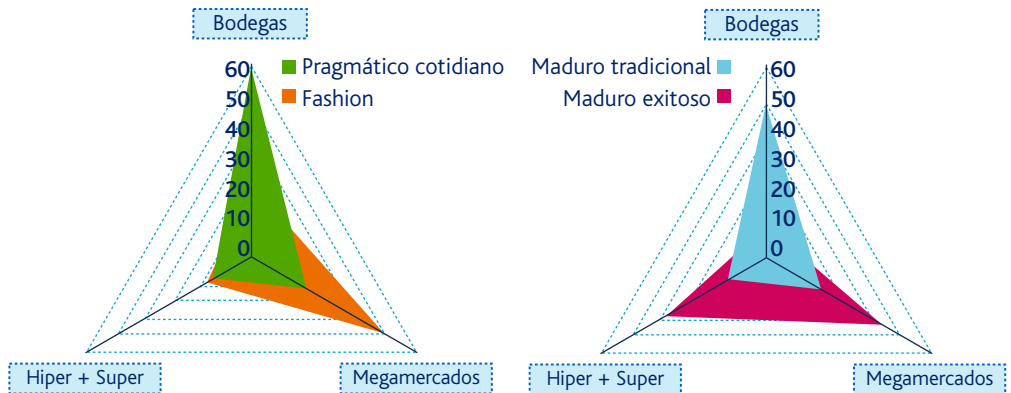 Bodegas
60
50
40
30
20
10
0
Pragmático cotidiano
Fashion
Hiper + Super
Megamercados
Bodegas
Maduro tradicional
Maduro exitoso
60
50
40
30
20
10
0
Hiper + Super
Megamercados